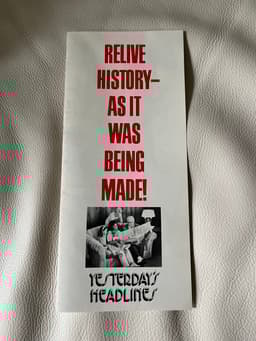 RELIVE
HISTORY–
AS IT
WAS
BEING
MADE!
YESTERDAY'S
HEADLINES